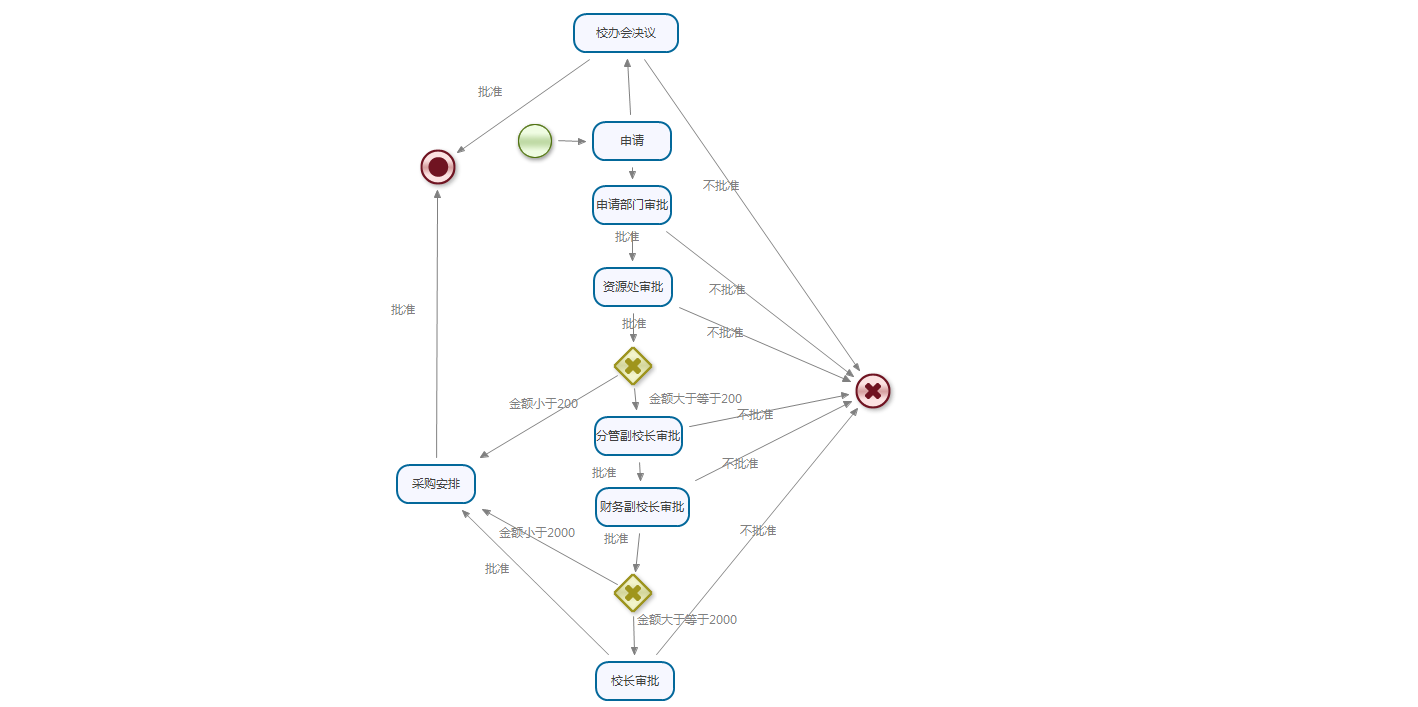 校办会决议
批准
申请
不批准
申请部门审批
批准
资源处审批
不批准
批准
不批准
金额小于200
金额大于等于200
不批准
分管副校长审批
批准
不批准
采购安排
批准
财务副校长审批
金额小于2000
批准
不批准
批准
金额大于等于2000
校长审批